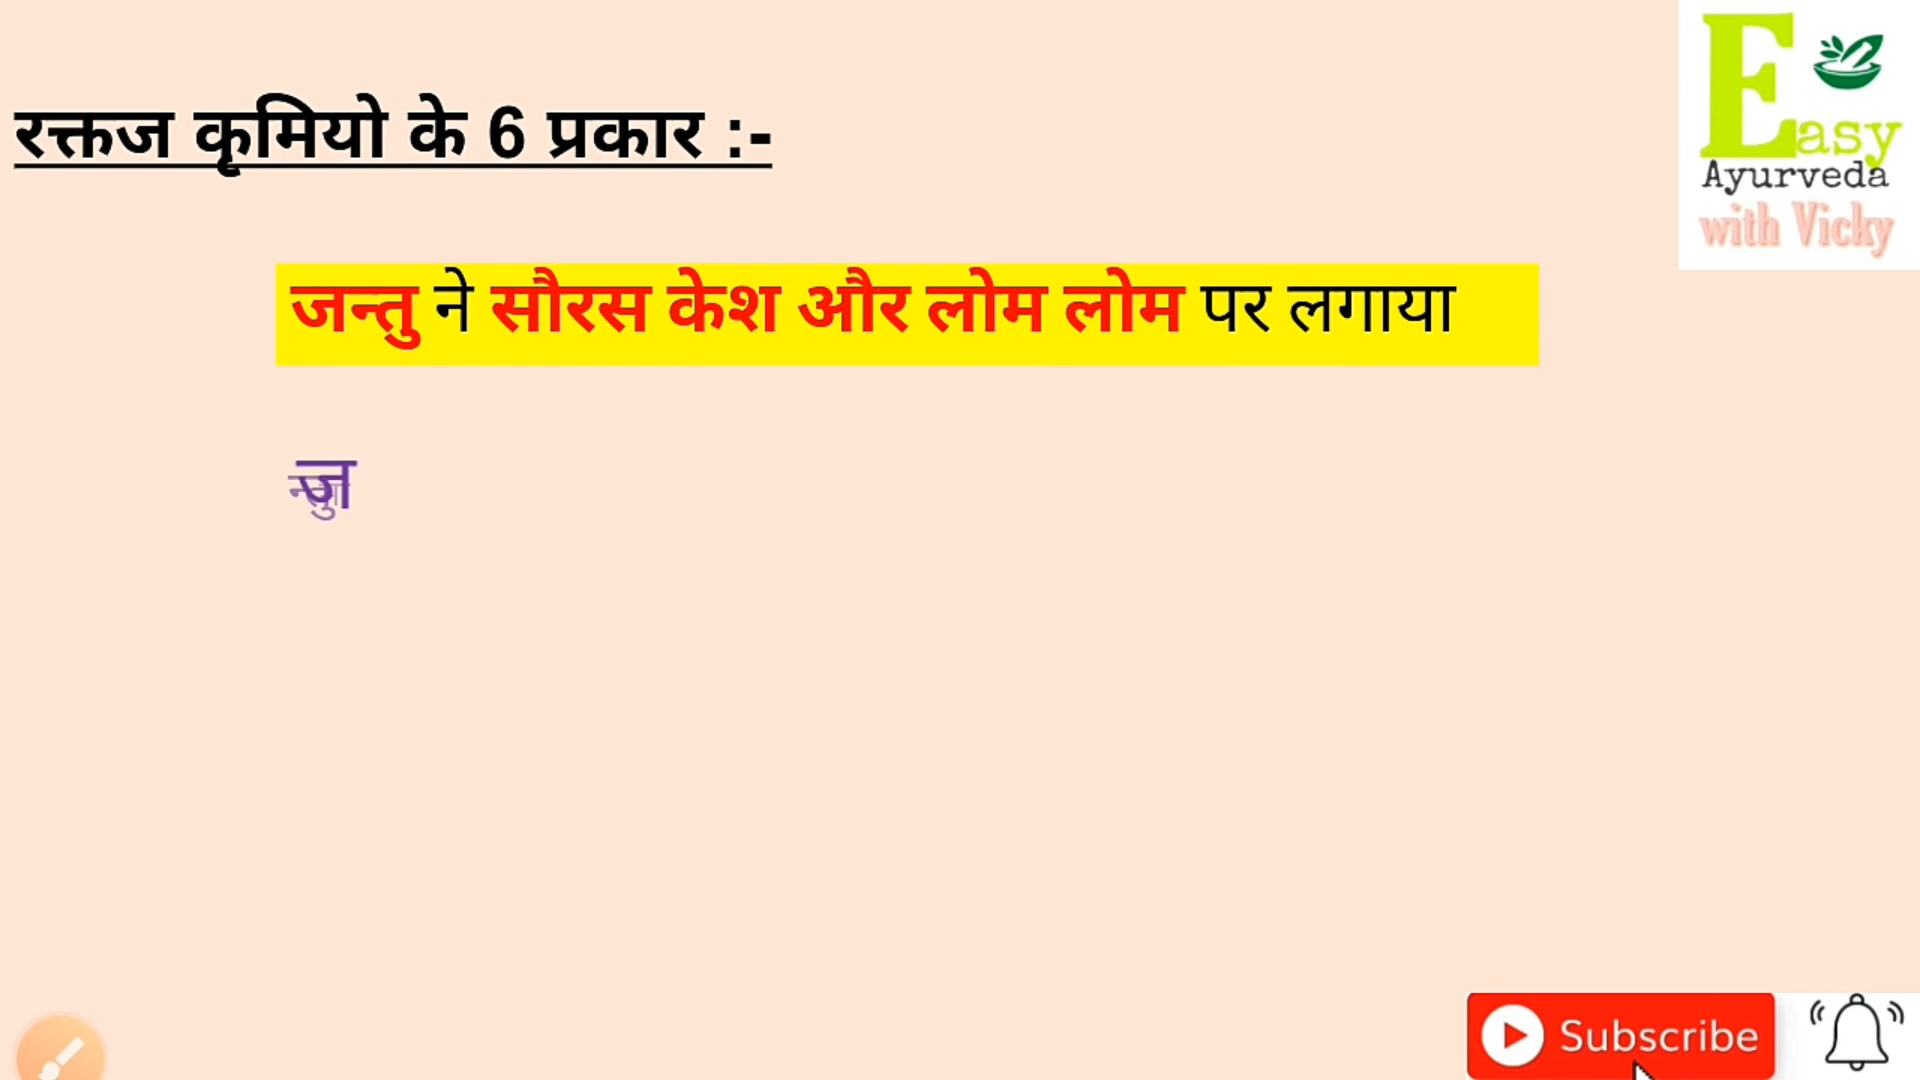 रक्तज कृमियो के 6 प्रकार :-
Easy
Ayurveda
with Vicky
जन्तु ने सौरस केश और लोम लोम पर लगाया
Subscribe